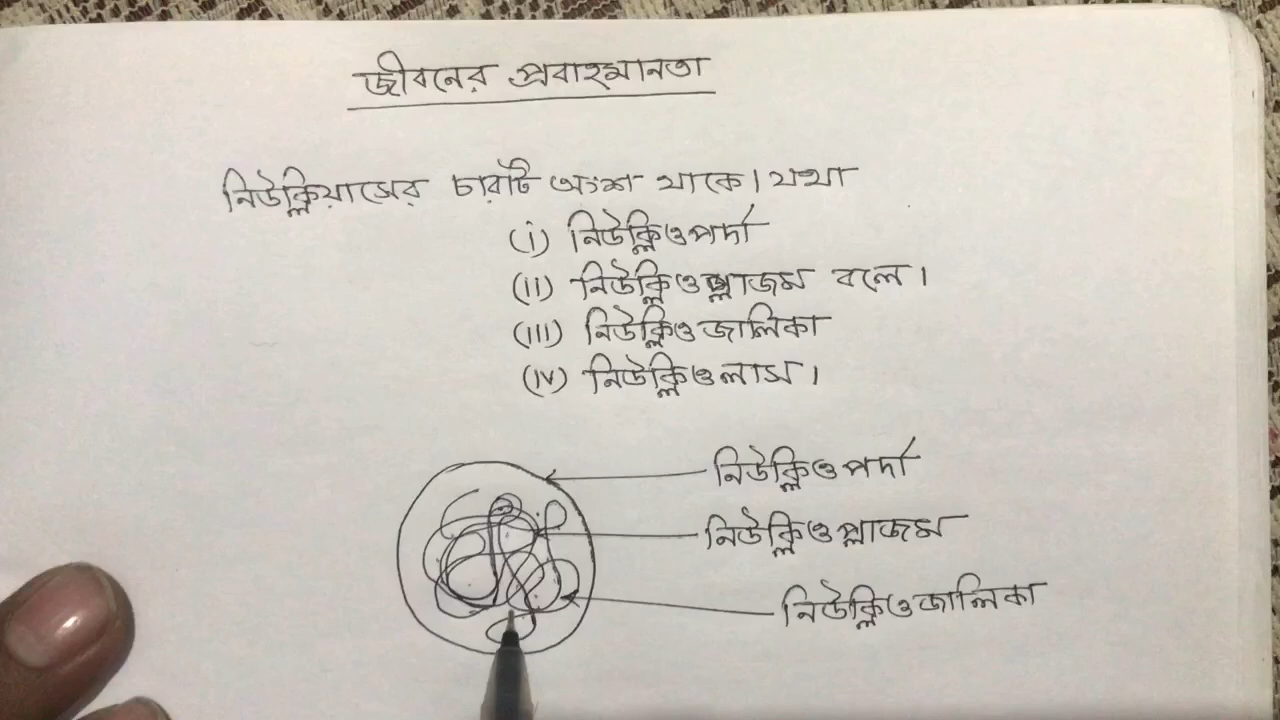 জীবনের প্রবাহমানতা
নিউক্লিয়াসের চারটি অংশ থাকে। যথা
(i) নিউক্লিওপর্দা
(ii) নিউক্লিওপ্লাজম বলে।
(iii) নিউক্লিওজালিকা
(iv) নিউক্লিওলাস।
নিউক্লিওপর্দা
নিউক্লিওপ্লাজম
নিউক্লিওজালিকা